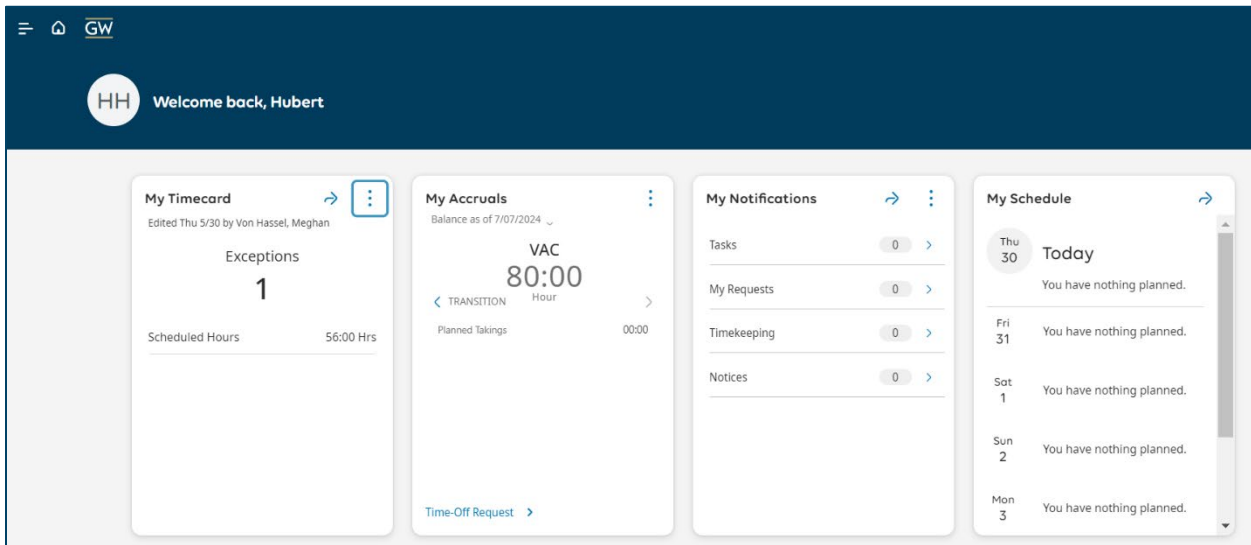 GW
HH
Welcome back, Hubert
My Timecard
Edited Thu 5/30 by Von Hassel, Meghan
Exceptions
1
Scheduled Hours 56:00 Hrs
My Accruals
Balance as of 7/07/2024
VAC
80:00
Hour
TRANSITION
Planned Takings 00:00
Time-Off Request
My Notifications
Tasks 0
My Requests 0
Timekeeping 0
Notices 0
My Schedule
Thu
30
Today
You have nothing planned.
Fri
31
You have nothing planned.
Sat
1
You have nothing planned.
Sun
2
You have nothing planned.
Mon
3
You have nothing planned.